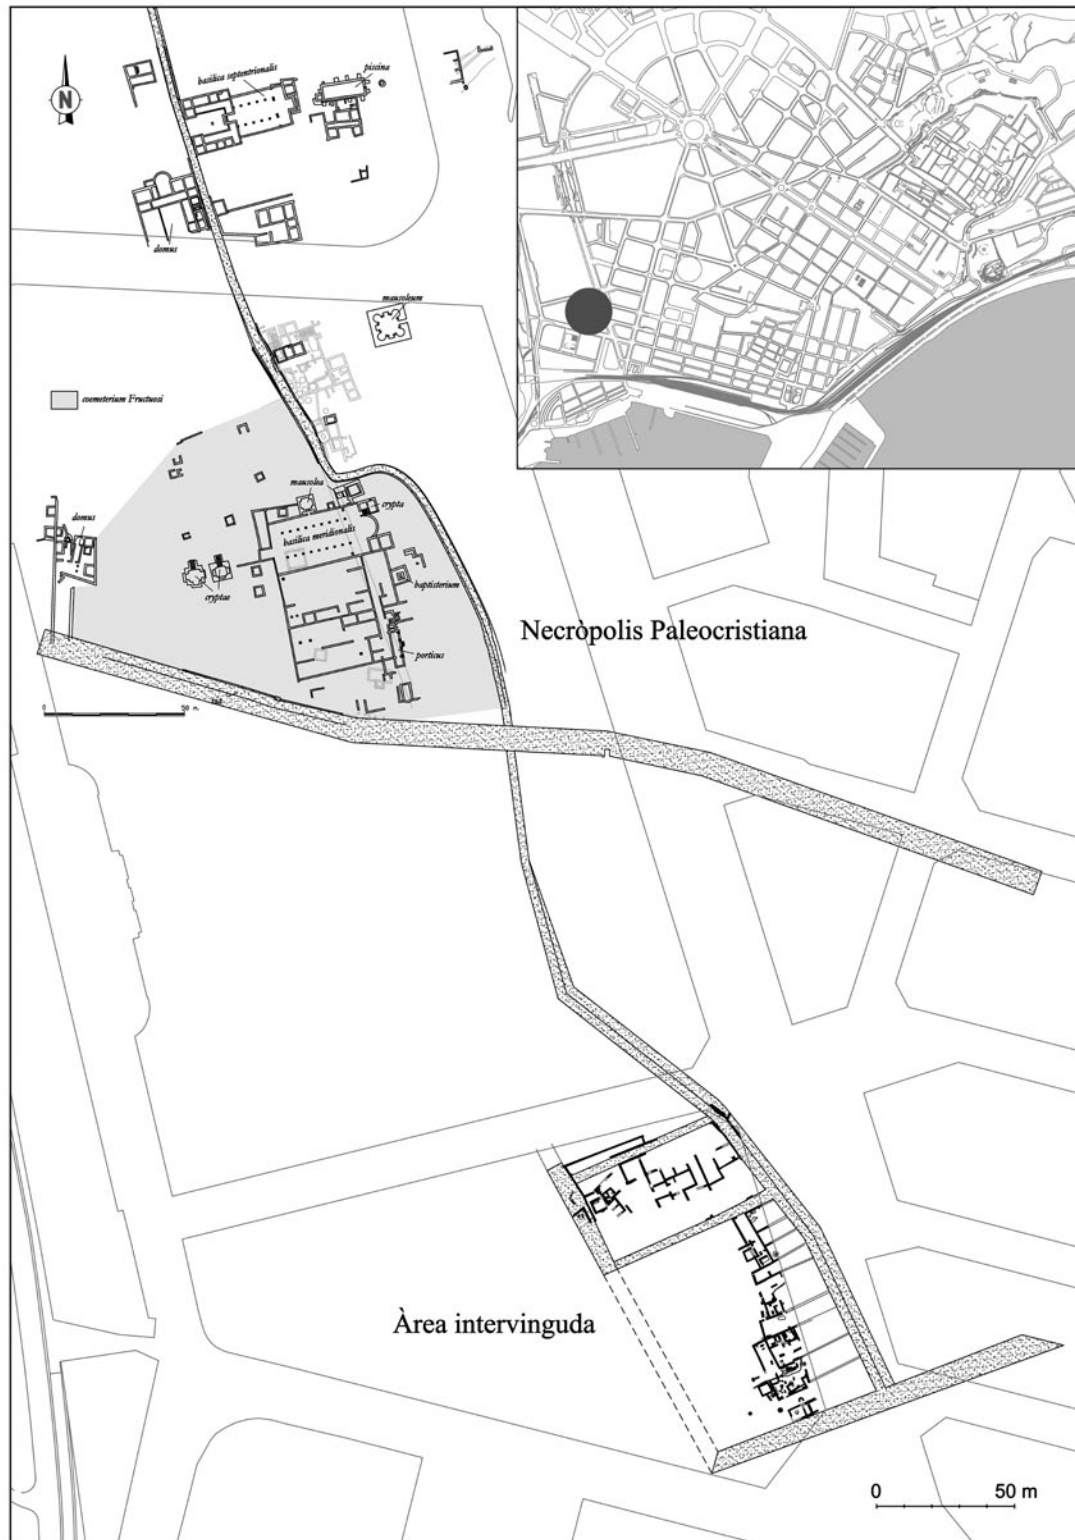 N
basilica septentrionalis
piscina
domus
mausoleum
coemeterium Fructuosi
mausolea
crypta
domus
basilica meridionalis
cryptae
baptisterium
Necròpolis Paleocristiana
porticus
0 50 m.
Àrea intervinguda
0 50 m